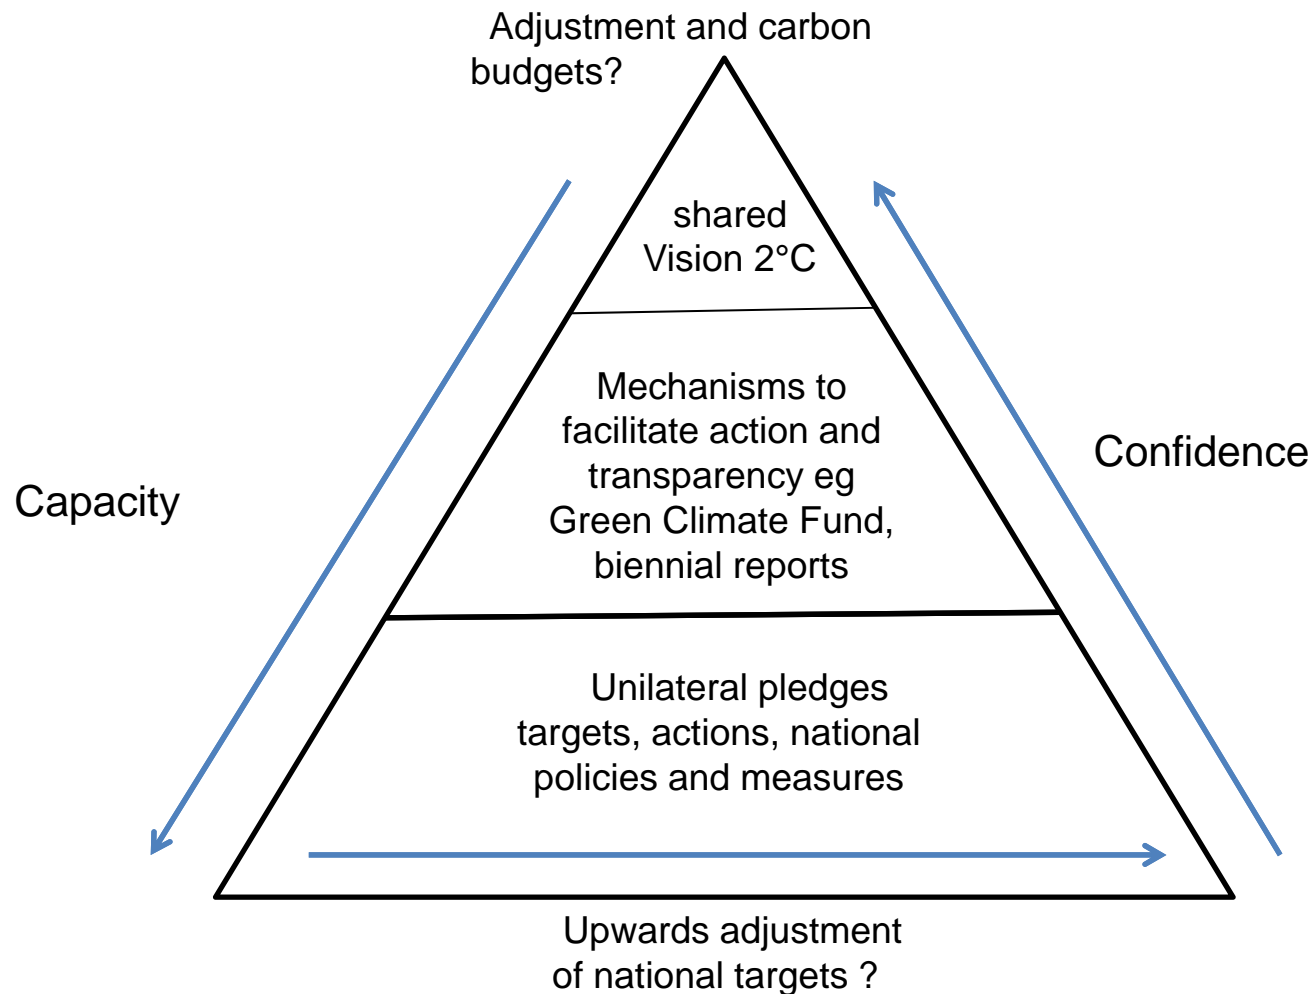 Adjustment and carbon
budgets?
shared
Vision 2°C
Mechanisms to
facilitate action and
transparency eg
Green Climate Fund,
biennial reports
Confidence
Capacity
Unilateral pledges
targets, actions, national
policies and measures
Upwards adjustment
of national targets ?